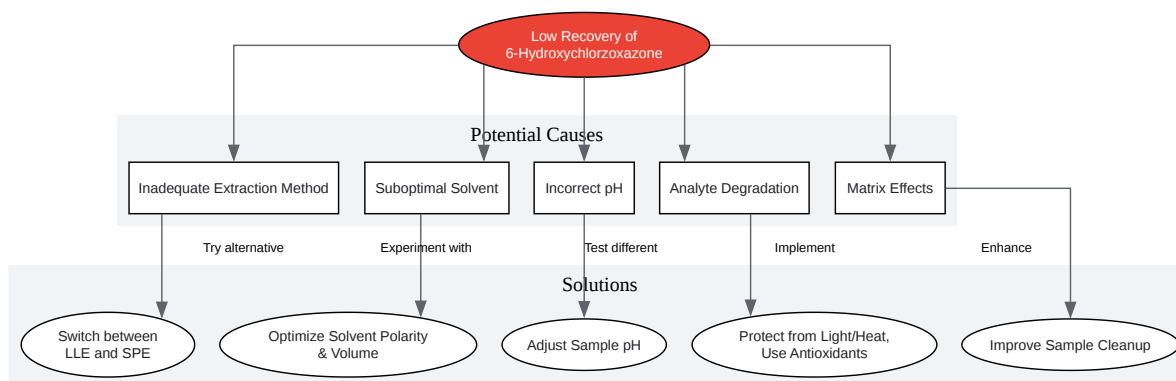 Low Recovery of
6-Hydroxychlorzoxazone
Potential Causes
Inadequate Extraction Method
Suboptimal Solvent
Incorrect pH
Analyte Degradation
Matrix Effects
Try alternative
Experiment with
Test different
Implement
Enhance
Solutions
Switch between
LLE and SPE
Optimize Solvent Polarity
& Volume
Adjust Sample pH
Protect from Light/Heat,
Use Antioxidants
Improve Sample Cleanup